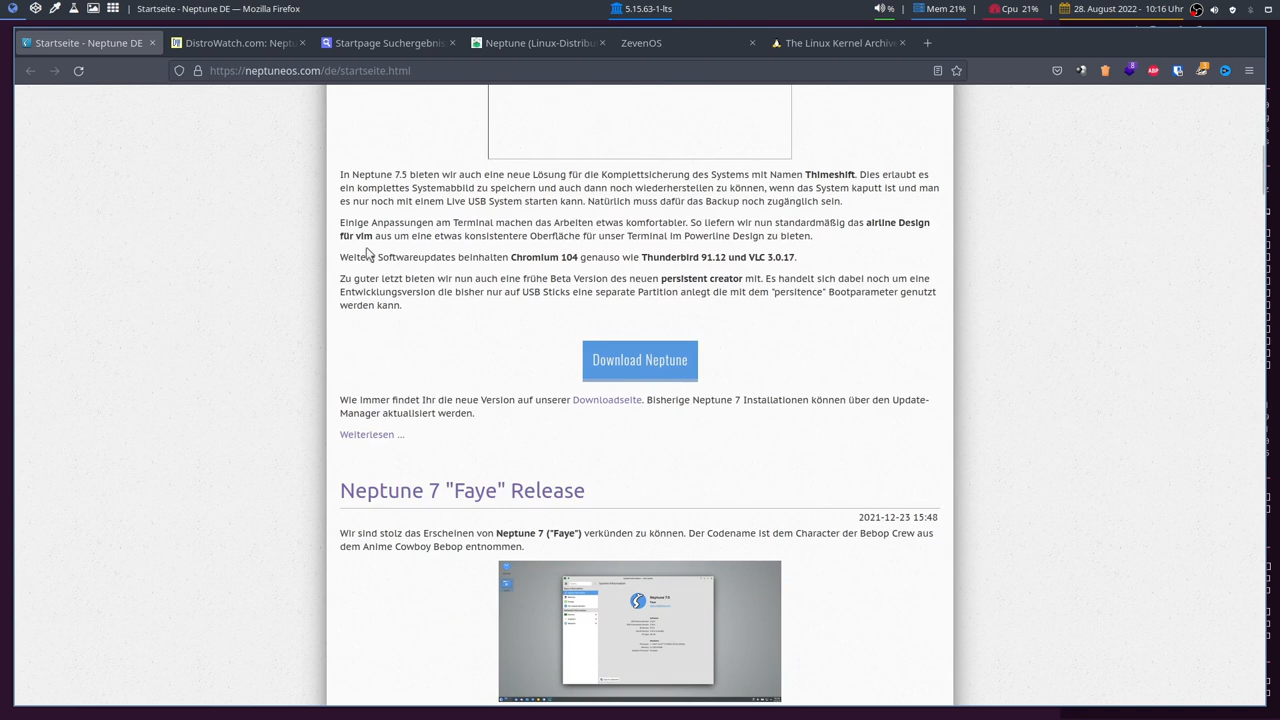 Startseite - Neptune DE — Mozilla Firefox
5.15.63-1-lts
%
Mem 21%
Cpu 21%
28. August 2022 - 10:16 Uhr
Startseite - Neptune DE
DistroWatch.com: Neptu
Startpage Suchergebnis
Neptune (Linux-Distribu
ZevenOS
The Linux Kernel Archive
https://neptuneos.com/de/startseite.html
8
ABP
In Neptune 7.5 bieten wir auch eine neue Lösung für die Komplettsicherung des Systems mit Namen Thimeshift. Dies erlaubt es
ein komplettes Systemabbild zu speichern und auch dann noch wiederherstellen zu können, wenn das System kaputt ist und man
es nur noch mit einem Live USB System starten kann. Natürlich muss dafür das Backup noch zugänglich sein.
Einige Anpassungen am Terminal machen das Arbeiten etwas komfortabler. So liefern wir nun standardmäßig das airline Design
für vim aus um eine etwas konsistentere Oberfläche für unser Terminal im Powerline Design zu bieten.
Weitere Softwareupdates beinhalten Chromium 104 genauso wie Thunderbird 91.12 und VLC 3.0.17.
Zu guter letzt bieten wir nun auch eine frühe Beta Version des neuen persistent creator mit. Es handelt sich dabei noch um eine
Entwicklungsversion die bisher nur auf USB Sticks eine separate Partition anlegt die mit dem "persitence" Bootparameter genutzt
werden kann.
Download Neptune
Wie immer findet Ihr die neue Version auf unserer Downloadseite. Bisherige Neptune 7 Installationen können über den Update-
Manager aktualisiert werden.
Weiterlesen …
Neptune 7 "Faye" Release
2021-12-23 15:48
Wir sind stolz das Erscheinen von Neptune 7 ("Faye") verkünden zu können. Der Codename ist dem Character der Bebop Crew aus
dem Anime Cowboy Bebop entnommen.